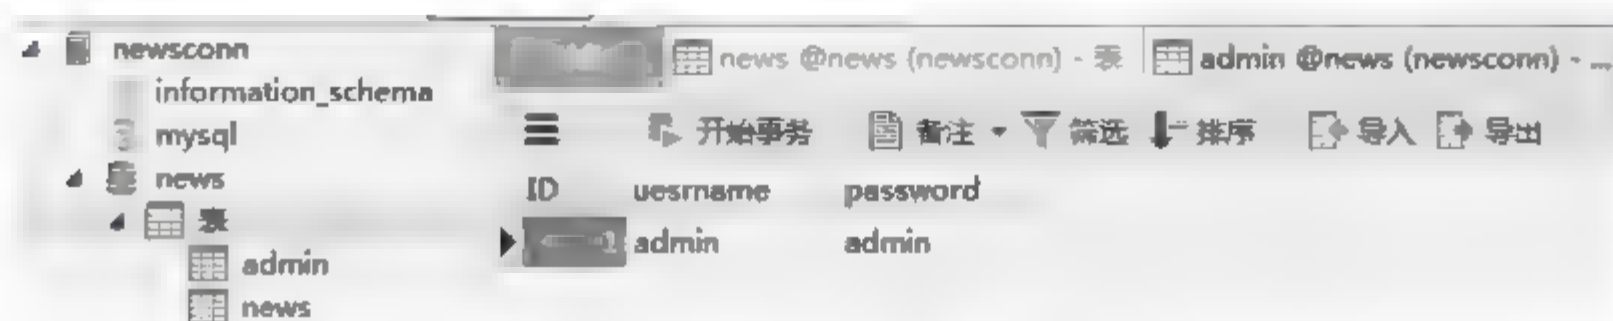 newsconn
information_schema
mysql
news
表
admin
news
news @news (newsconn) - 表
admin @news (newsconn) - ...
开始事务 备注 筛选 排序 导入 导出
ID uesrname password
1 admin admin